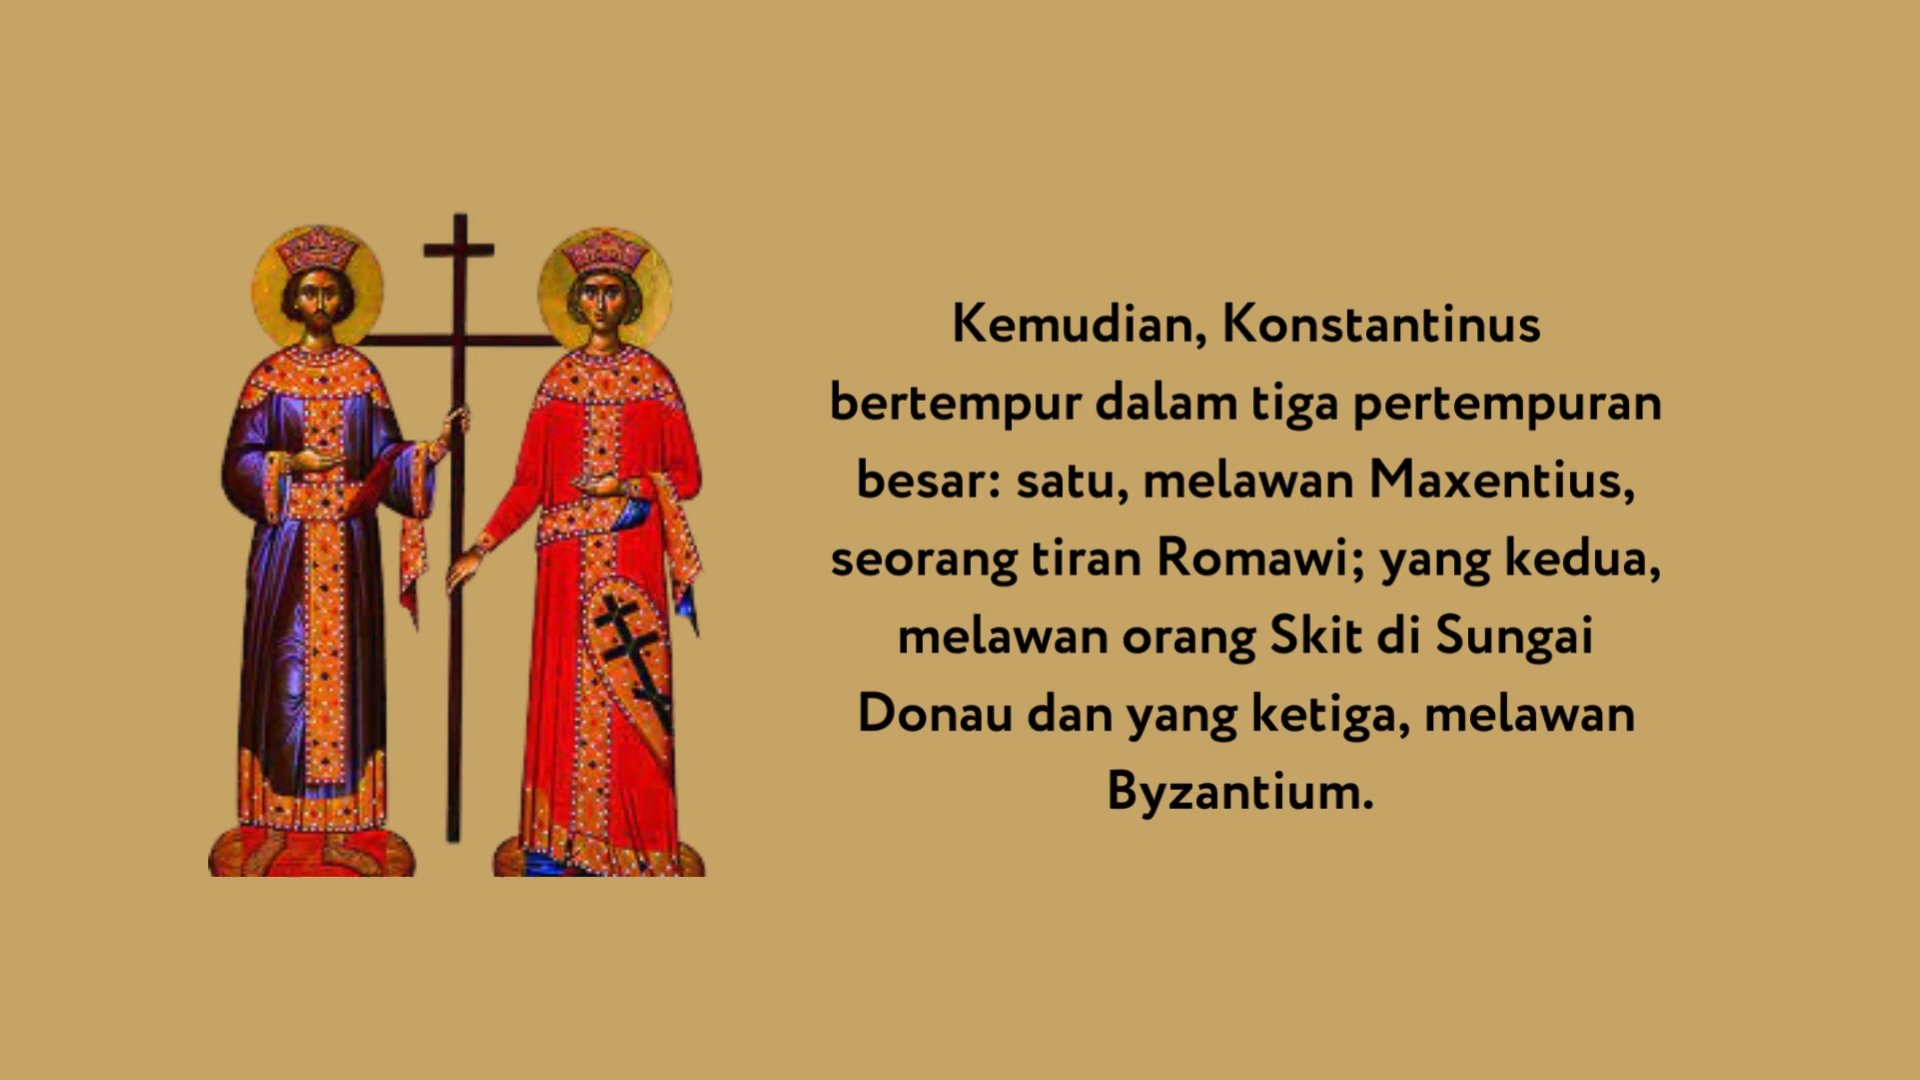 Kemudian, Konstantinus
bertempur dalam tiga pertempuran
besar: satu, melawan Maxentius,
seorang tiran Romawi; yang kedua,
melawan orang Skit di Sungai
Donau dan yang ketiga, melawan
Byzantium.